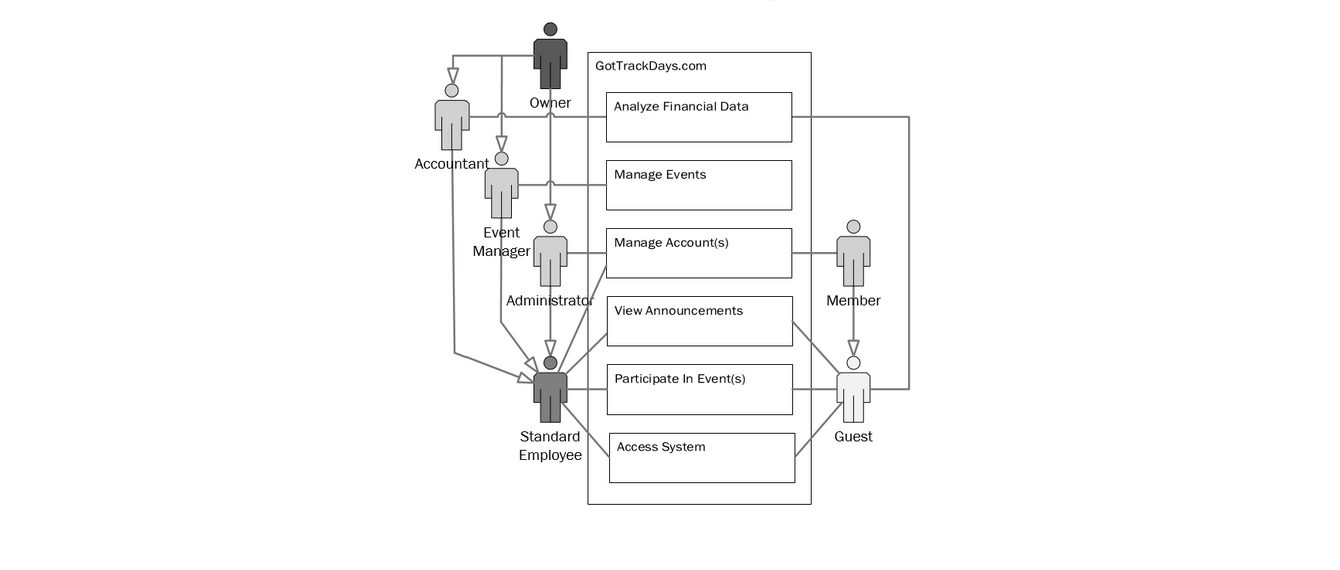 GotTrackDays.com
Owner
Analyze Financial Data
Accountant
Manage Events
Event
Manager
Manage Account(s)
Administrator
Member
View Announcements
Participate In Event(s)
Standard
Employee
Guest
Access System